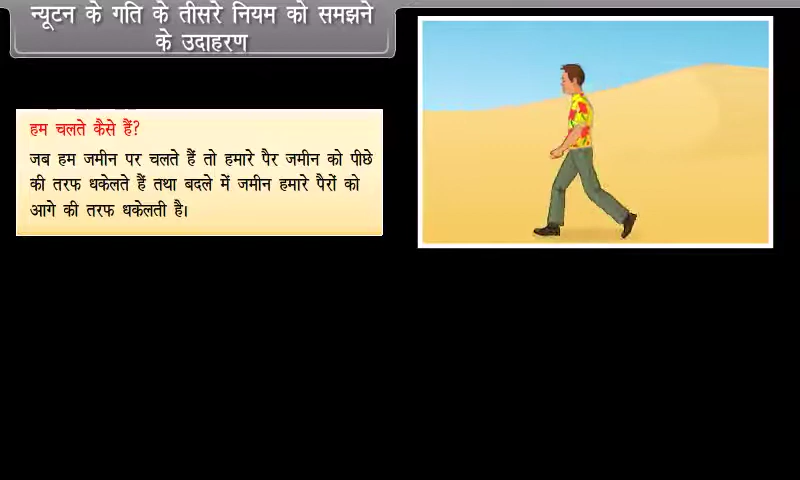 न्यूटन के गति के तीसरे नियम को समझने
के उदाहरण
हम चलते कैसे हैं?
जब हम जमीन पर चलते हैं तो हमारे पैर जमीन को पीछे
की तरफ धकेलते हैं तथा बदले में जमीन हमारे पैरों को
आगे की तरफ धकेलती है।